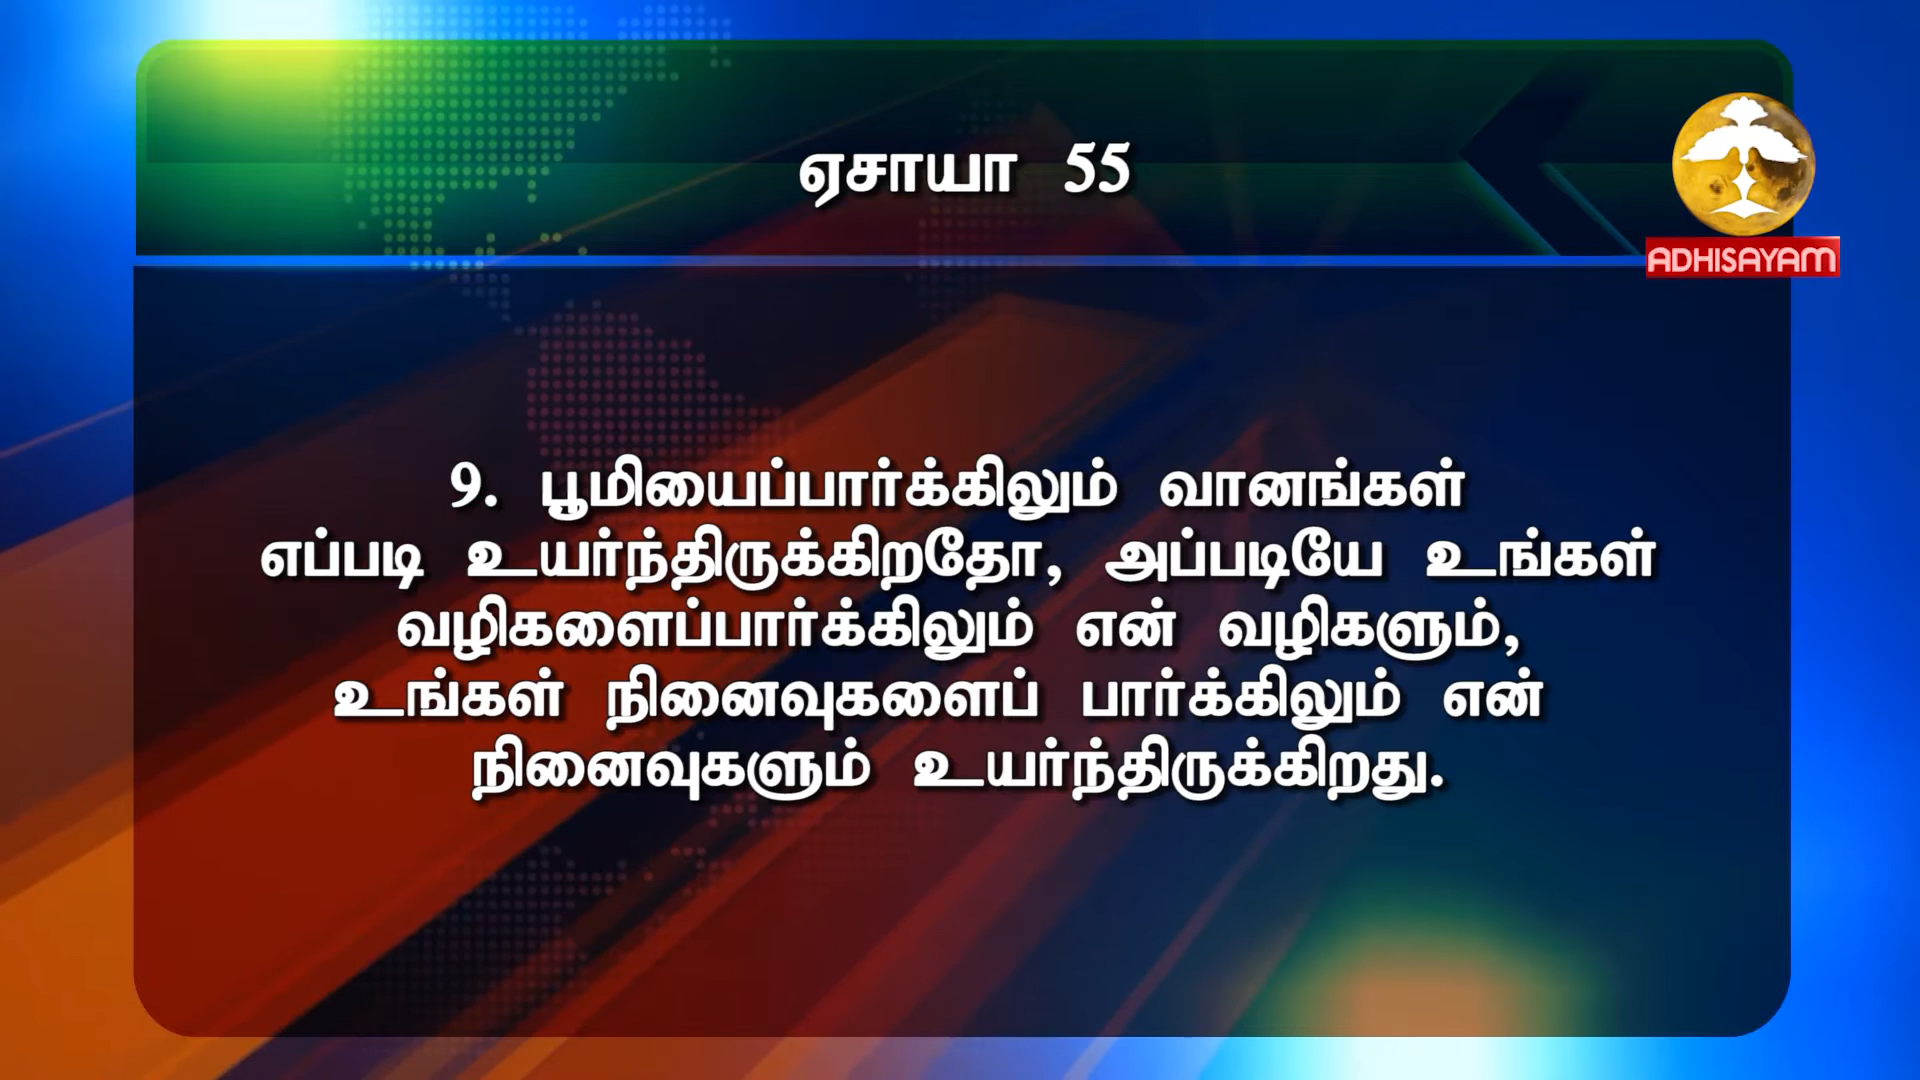 ஏசாயா 55
ADHISAYAM
9. பூமியைப்பார்க்கிலும் வானங்கள்
எப்படி உயர்ந்திருக்கிறதோ, அப்படியே உங்கள்
வழிகளைப்பார்க்கிலும் என் வழிகளும்,
உங்கள் நினைவுகளைப் பார்க்கிலும் என்
நினைவுகளும் உயர்ந்திருக்கிறது.